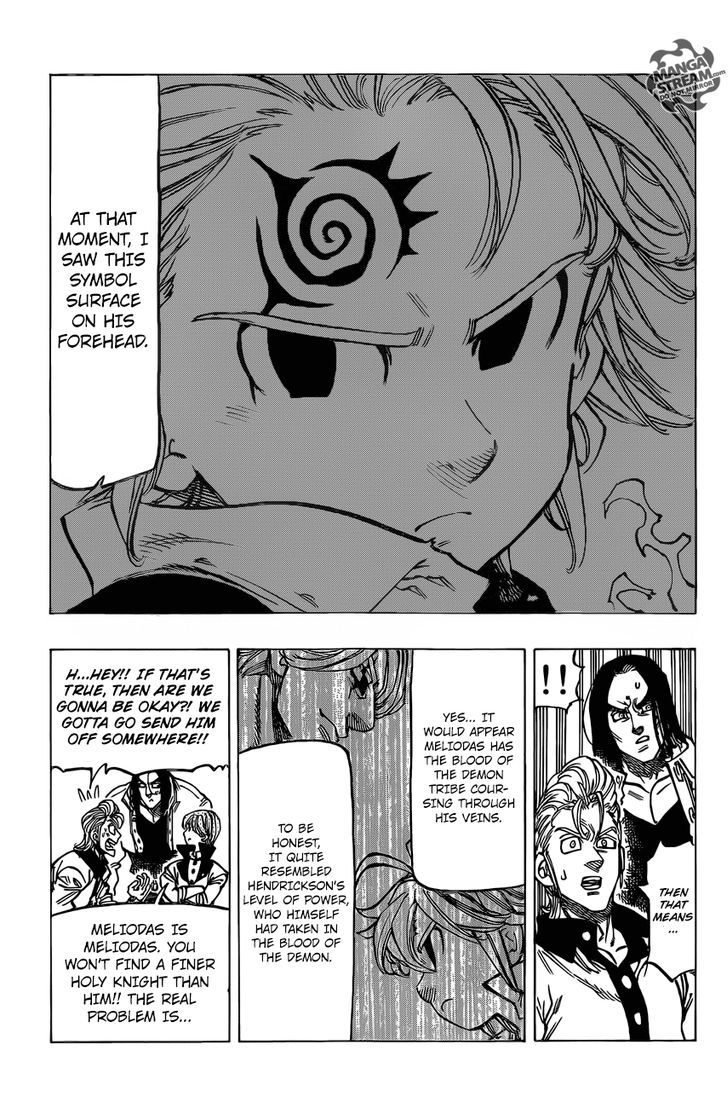 MANGA
STREAM.com
DO NOT MIRROR
AT THAT
MOMENT, I
SAW THIS
SYMBOL
SURFACE
ON HIS
FOREHEAD.
!!
THEN
THAT
MEANS
...
YES... IT
WOULD APPEAR
MELIODAS HAS
THE BLOOD OF
THE DEMON
TRIBE COUR-
SING THROUGH
HIS VEINS.
TO BE
HONEST,
IT QUITE
RESEMBLED
HENDRICKSON'S
LEVEL OF POWER,
WHO HIMSELF
HAD TAKEN IN
THE BLOOD OF
THE DEMON.
H...HEY!! IF THAT'S
TRUE, THEN ARE WE
GONNA BE OKAY?! WE
GOTTA GO SEND HIM
OFF SOMEWHERE!!
MELIODAS IS
MELIODAS. YOU
WON'T FIND A FINER
HOLY KNIGHT THAN
HIM!! THE REAL
PROBLEM IS...